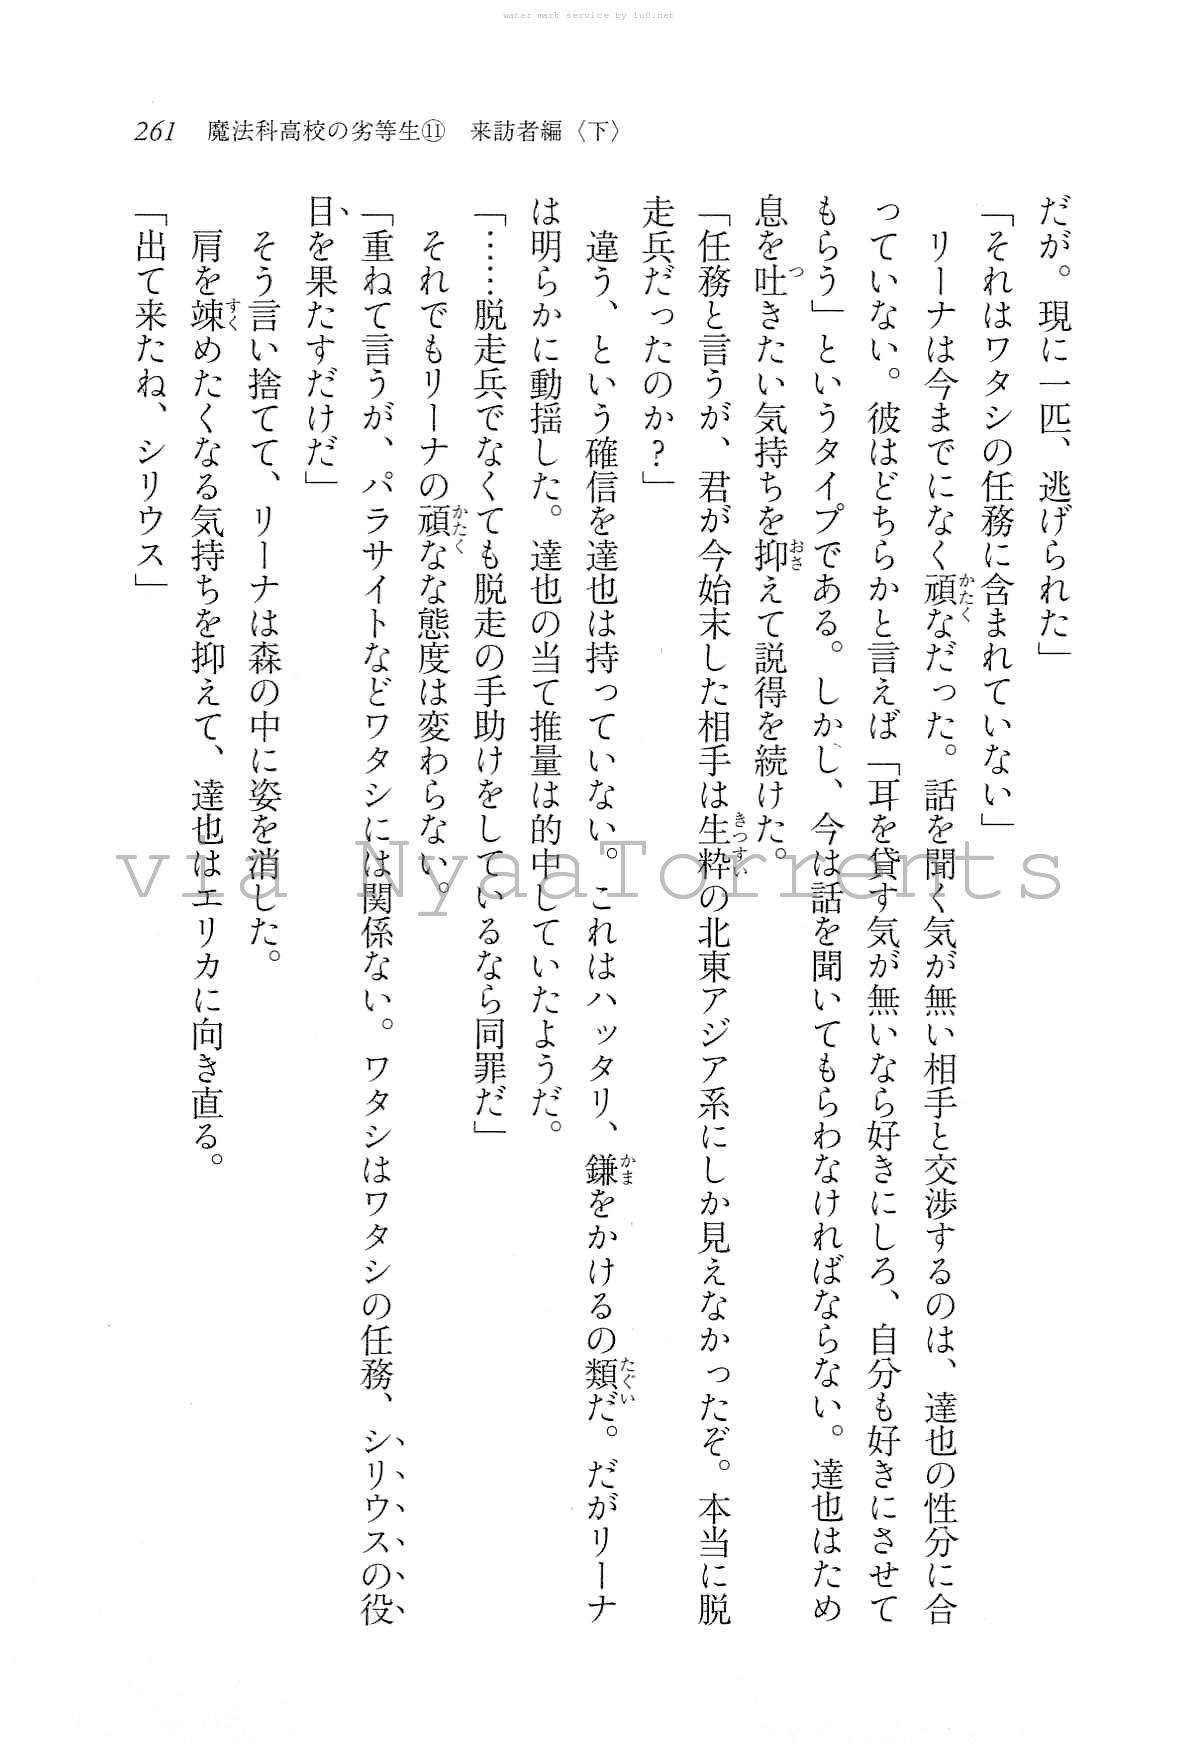 water mark service by lu0.net
261 魔法科高校の劣等生⑪ 来訪者編〈下〉
だが。現に一匹、逃げられた」
「それはワタシの任務に含まれていない」
リーナは今までになく頑なだった。話を聞く気が無い相手と交渉するのは、達也の性分に合
っていない。彼はどちらかと言えば「耳を貸す気が無いなら好きにしろ、自分も好きにさせて
もらう」というタイプである。しかし、今は話を聞いてもらわなければならない。達也はため
息を吐きたい気持ちを抑えて説得を続けた。
「任務と言うが、君が今始末した相手は生粋の北東アジア系にしか見えなかったぞ。本当に脱
走兵だったのか?」
違う、という確信を達也は持っていない。これはハッタリ、鎌をかけるの類だ。だがリーナ
は明らかに動揺した。達也の当て推量は的中していたようだ。
「……脱走兵でなくても脱走の手助けをしているなら同罪だ」
それでもリーナの頑なな態度は変わらない。
「重ねて言うが、パラサイトなどワタシには関係ない。ワタシはワタシの任務、シリウスの役
目を果たすだけだ」
そう言い捨てて、リーナは森の中に姿を消した。
肩を竦めたくなる気持ちを抑えて、達也はエリカに向き直る。
「出て来たね、シリウス」
via NyaaTorrents